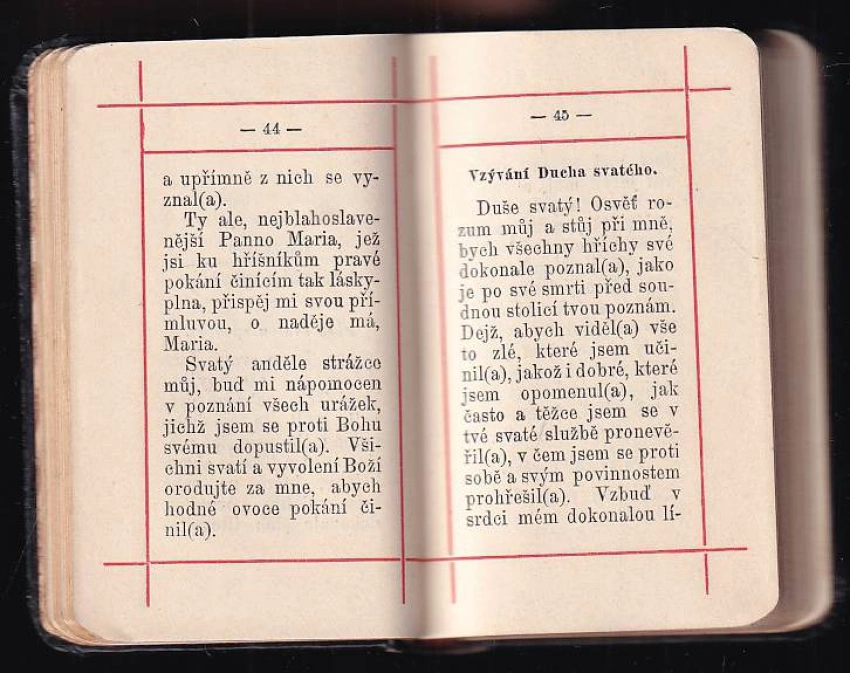 — 44 —
a upřímně z nich se vy-
znal(a).
Ty ale, nejblahoslave-
nější Panno Maria, jež
jsi ku hříšníkům pravé
pokání činícím tak lásky-
plna, přispěj mi svou pří-
mluvou, o naděje má,
Maria.
Svatý anděle strážce
můj, buď mi nápomocen
v poznání všech urážek,
jichž jsem se proti Bohu
svému dopustil(a). Vši-
chni svatí a vyvolení Boží
orodujte za mne, abych
hodné ovoce pokání či-
nil(a).
— 45 —
Vzývání Ducha svatého.
Duše svatý! Osvěť ro-
zum můj a stůj při mně,
bych všechny hříchy své
dokonale poznal(a), jako
je po své smrti před sou-
dnou stolicí tvou poznám.
Dejž, abych viděl(a) vše
to zlé, které jsem uči-
nil(a), jakož i dobré, které
jsem opomenul(a), jak
často a těžce jsem se v
tvé svaté službě pronevě-
řil(a), v čem jsem se proti
sobě a svým povinnostem
prohřešil(a). Vzbuď v
srdci mém dokonalou lí-